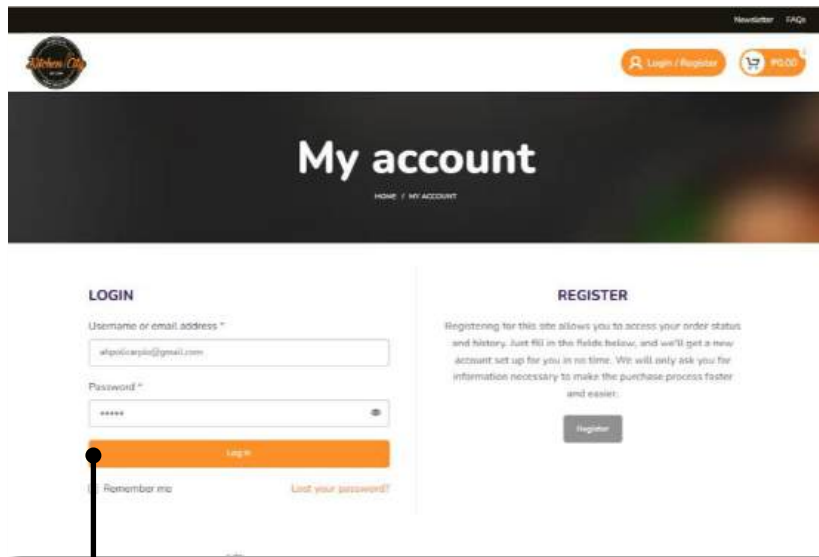 Newsletter FAQs
Kitchen City
Login / Register
₱0.00
My account
HOME / MY ACCOUNT
LOGIN
Username or email address *
Password *
*****
Log in
Remember me
Lost your password?
REGISTER
Registering for this site allows you to access your order status
and history. Just fill in the fields below, and we'll get a new
account set up for you in no time. We will only ask you for
information necessary to make the purchase process faster
and easier.
Register